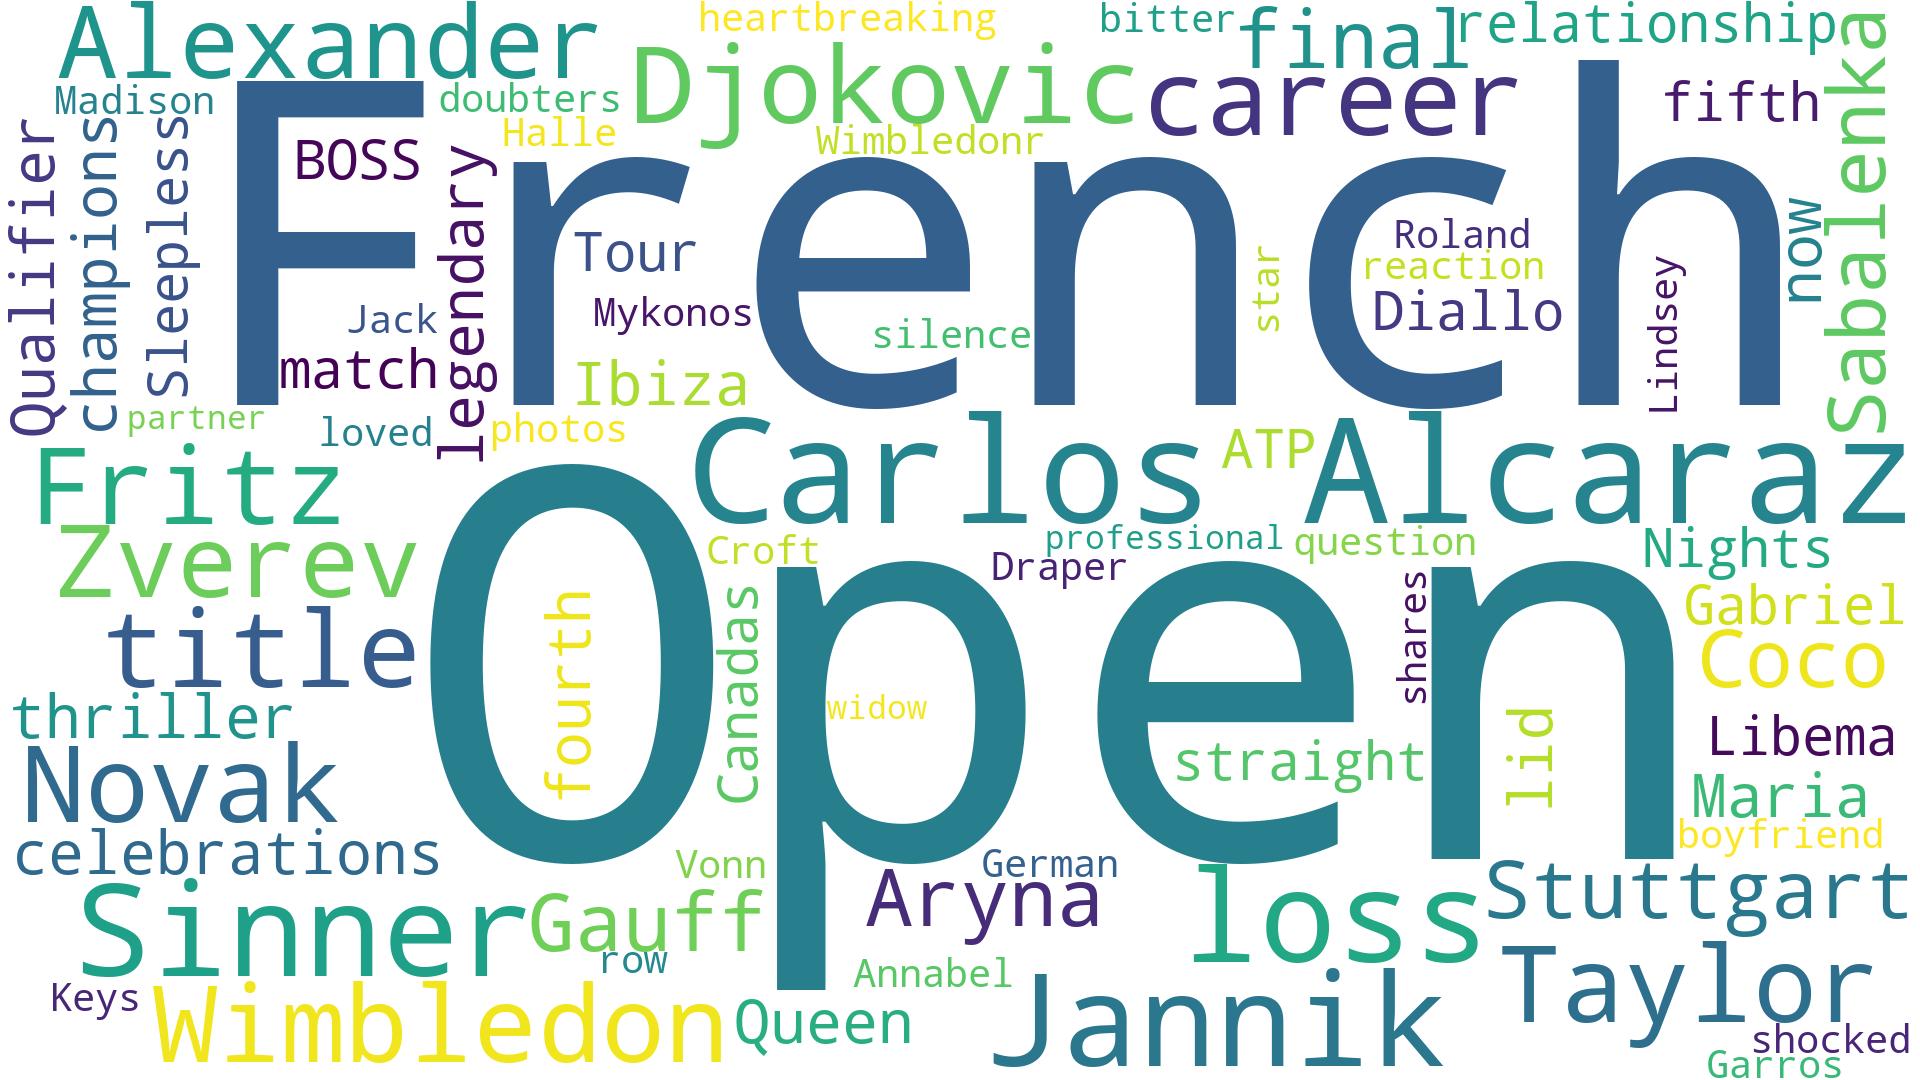 Alexander
heartbreaking
bitter
final
relationship
Madison
doubters
Djokovic
career
fifth
Sabalenka
Qualifier
champions
Sleepless
French
BOSS
Halle
Wimbledonr
legendary
Tour
Roland
reaction
star
Diallo
Lindsey
now
Jack
Mykonos
silence
match
Ibiza
partner
loved
photos
Carlos
ATP
Alcaraz
Fritz
Zverev
Open
Croft
professional
Draper
question
Nights
fourth
Canadas
shares
Gabriel
title
Coco
widow
thriller
straight
lid
Libema
Novak
Maria
celebrations
boyfriend
Vonn
German
Sinner
Gauff
Aryna
loss
Stuttgart
row
Annabel
Keys
Wimbledon
Queen
Jannik
Taylor
shocked
Garros